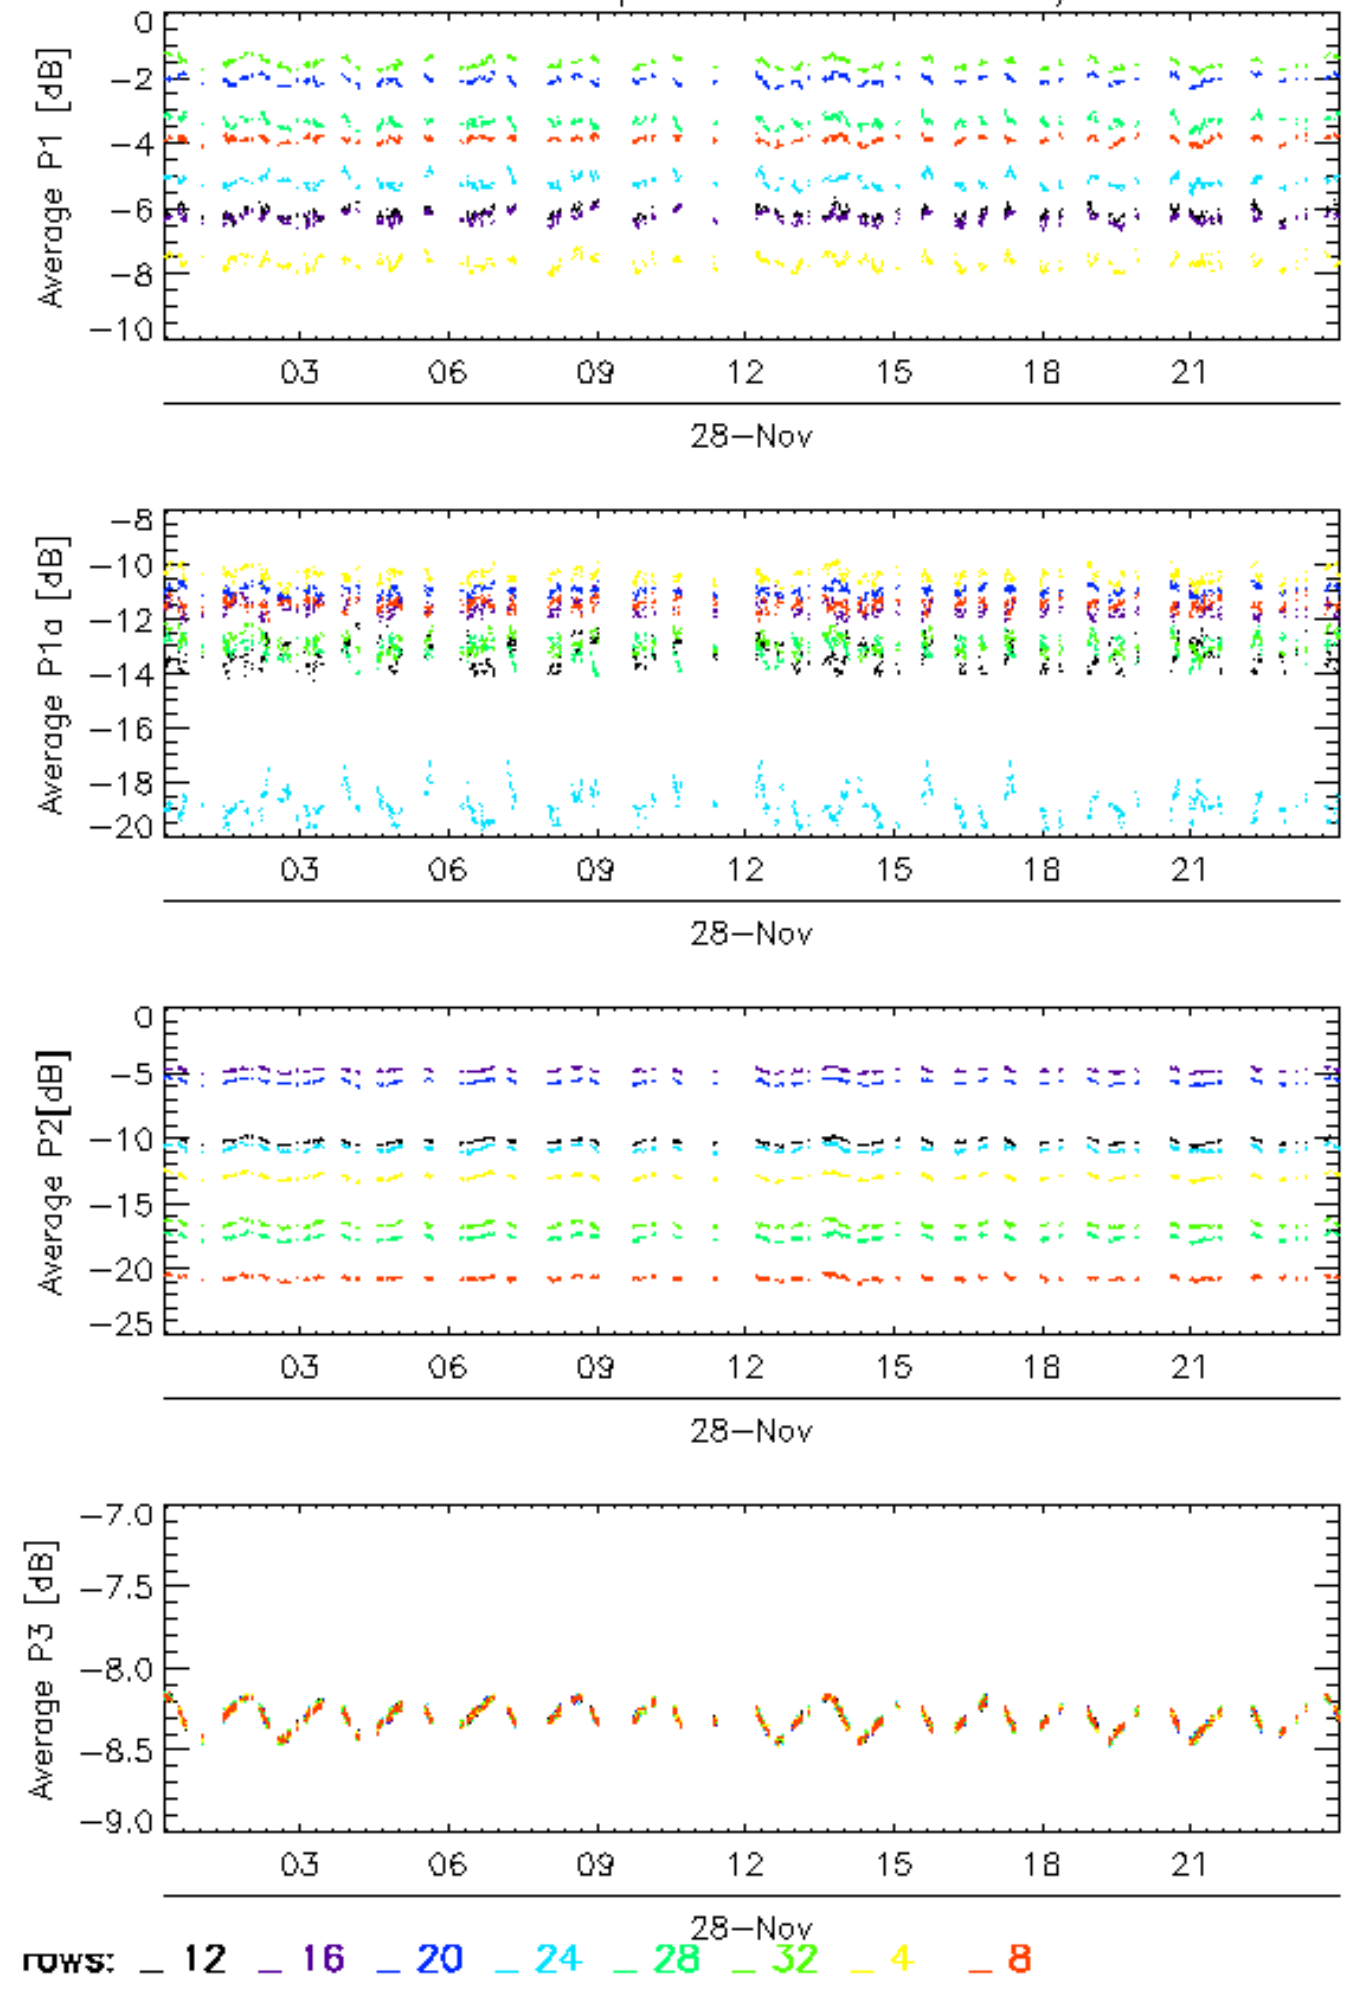 0
−2
−4
−6
−8
−10
Average P1 [dB]
03 06 09 12 15 18 21
28−Nov
−8
−10
−12
−14
−16
−18
−20
Average P1a [dB]
03 06 09 12 15 18 21
28−Nov
0
−5
−10
−15
−20
−25
Average P2[dB]
03 06 09 12 15 18 21
28−Nov
−7.0
−7.5
−8.0
−8.5
−9.0
Average P3 [dB]
03 06 09 12 15 18 21
28−Nov
rows: _ 12 _ 16 _ 20 _ 24 _ 28 _ 32 _ 4 _ 8